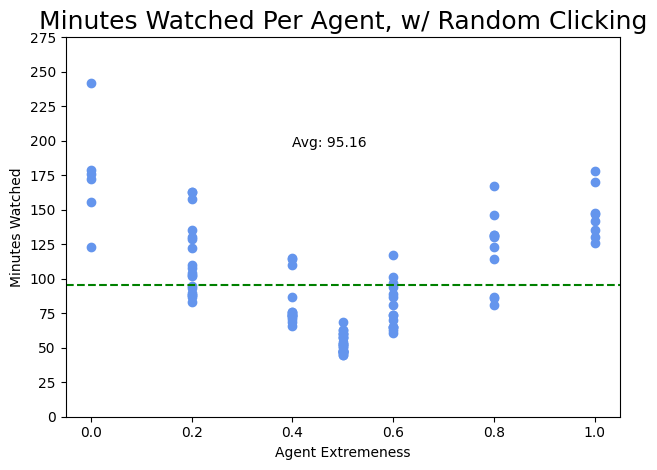 Minutes Watched Per Agent, w/ Random Clicking
275
250
225
200
175
150
125
100
75
50
25
0
Minutes Watched
Avg: 95.16
0.0 0.2 0.4 0.6 0.8 1.0
Agent Extremeness